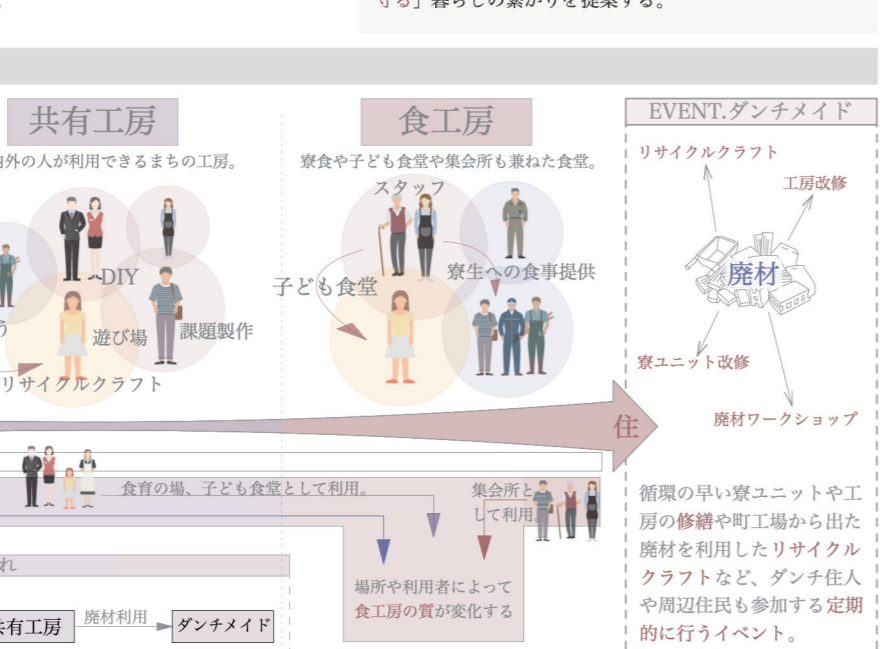 守る」暮らしの繋がりを提案する。
共有工房
外の人が利用できるまちの工房。
DIY
遊び場
課題製作
う
リサイクルクラフト
食工房
寮食や子ども食堂や集会所も兼ねた食堂。
スタッフ
子ども食堂
寮生への食事提供
EVENT.ダンチメイド
リサイクルクラフト
工房改修
廃材
寮ユニット改修
廃材ワークショップ
住
食育の場、子ども食堂として利用。
集会所と
して利用。
場所や利用者によって
食工房の質が変化する
れ
共有工房
廃材利用
ダンチメイド
循環の早い寮ユニットや工
房の修繕や町工場から出た
廃材を利用したリサイクル
クラフトなど、ダンチ住人
や周辺住民も参加する定期
的に行うイベント。